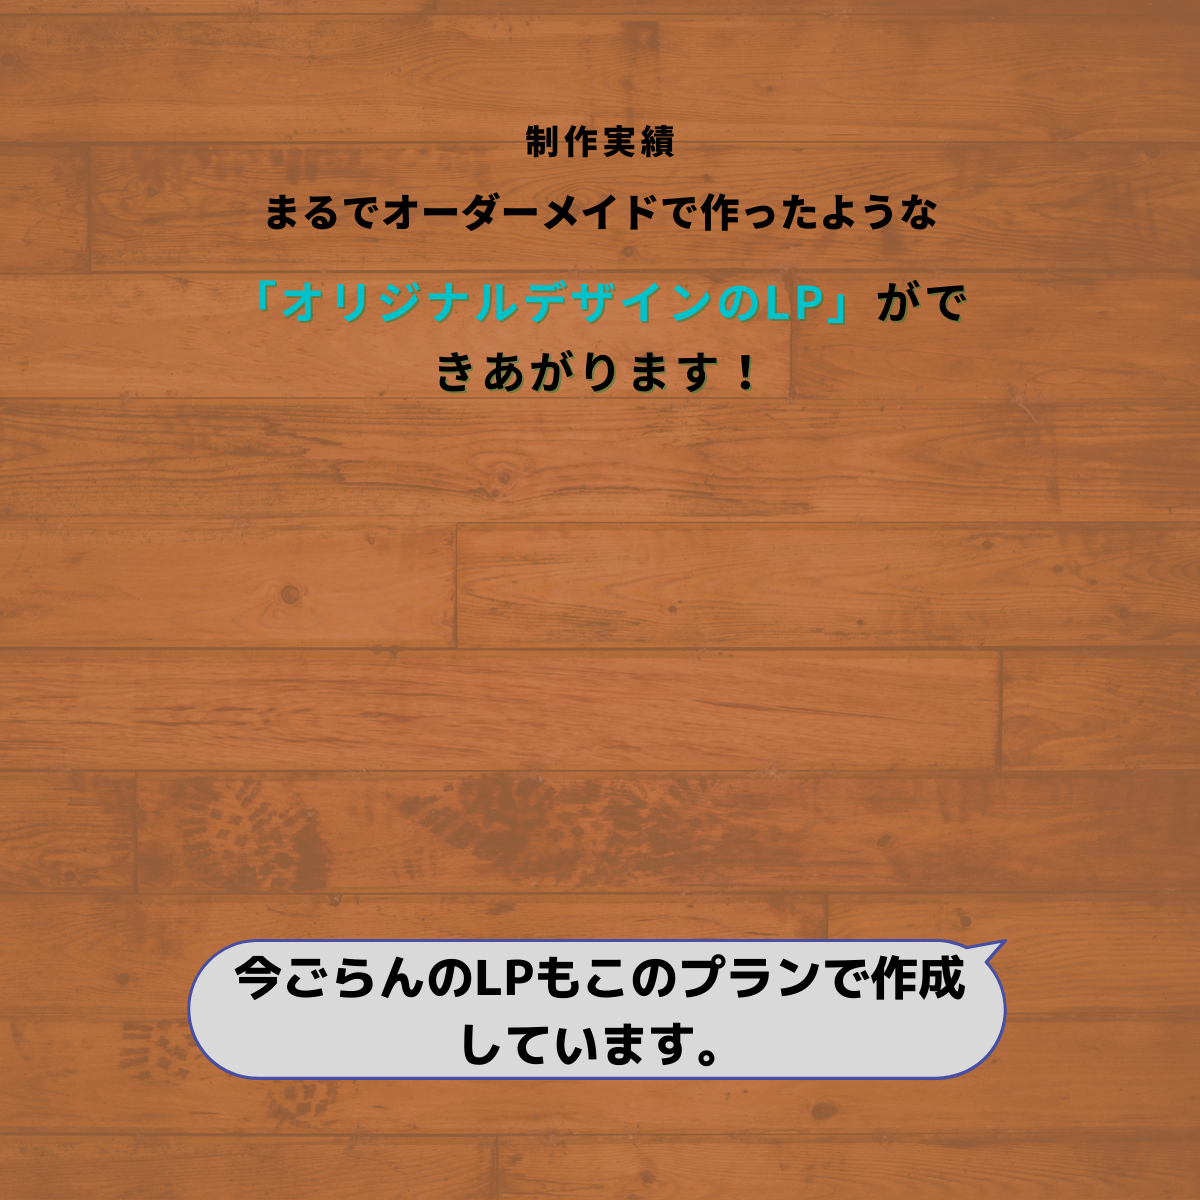 制作実績
まるでオーダーメイドで作ったような
「オリジナルデザインのLP」がで
きあがります！
今ごらんのLPもこのプランで作成
しています。